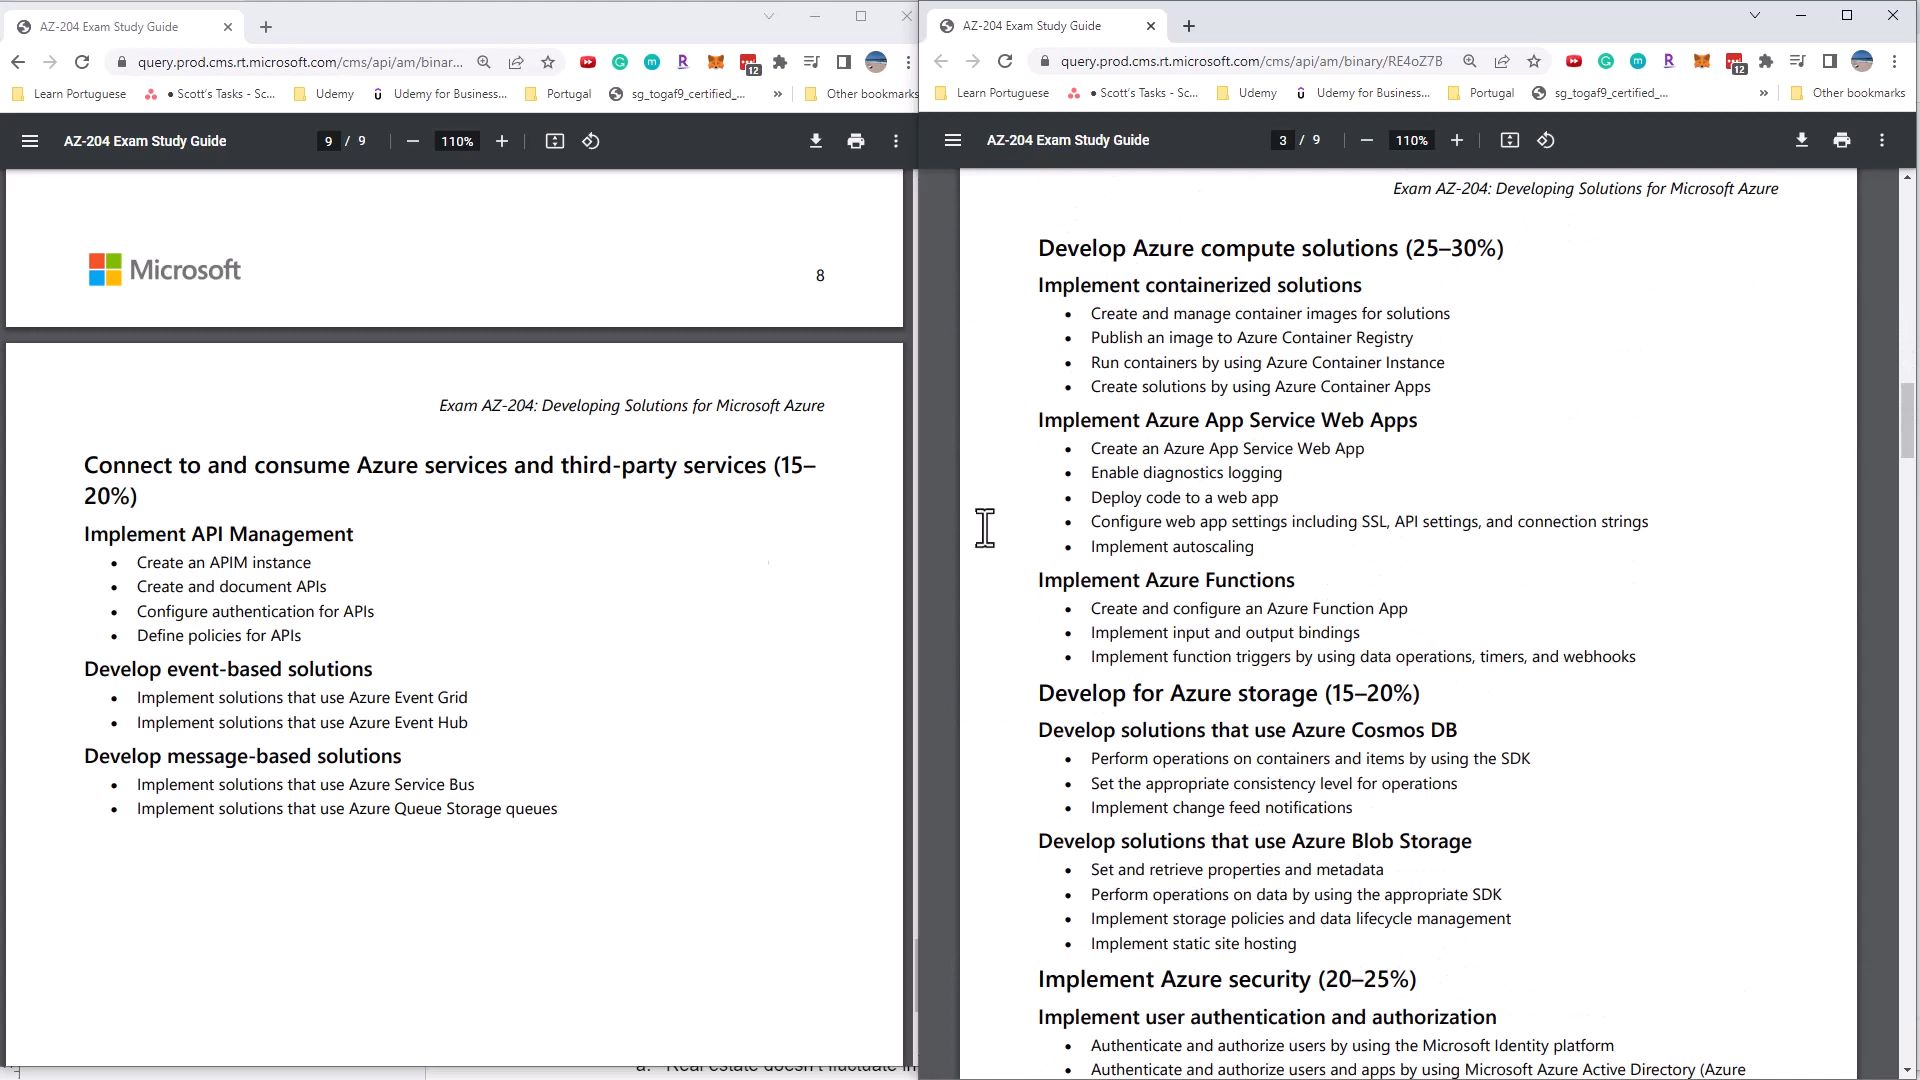 AZ-204 Exam Study Guide
query.prod.cms.rt.microsoft.com/cms/api/am/binar...
12
Learn Portuguese
• Scott's Tasks - Sc...
Udemy
Udemy for Business...
Portugal
sg_togaf9_certified_...
»
Other bookmarks
AZ-204 Exam Study Guide
9 / 9
110%
Microsoft
8
Exam AZ-204: Developing Solutions for Microsoft Azure
Connect to and consume Azure services and third-party services (15–
20%)
Implement API Management
• Create an APIM instance
• Create and document APIs
• Configure authentication for APIs
• Define policies for APIs
Develop event-based solutions
• Implement solutions that use Azure Event Grid
• Implement solutions that use Azure Event Hub
Develop message-based solutions
• Implement solutions that use Azure Service Bus
• Implement solutions that use Azure Queue Storage queues
AZ-204 Exam Study Guide
query.prod.cms.rt.microsoft.com/cms/api/am/binary/RE4oZ7B
12
Learn Portuguese
• Scott's Tasks - Sc...
Udemy
Udemy for Business...
Portugal
sg_togaf9_certified_...
»
Other bookmarks
AZ-204 Exam Study Guide
3 / 9
110%
Exam AZ-204: Developing Solutions for Microsoft Azure
Develop Azure compute solutions (25–30%)
Implement containerized solutions
• Create and manage container images for solutions
• Publish an image to Azure Container Registry
• Run containers by using Azure Container Instance
• Create solutions by using Azure Container Apps
Implement Azure App Service Web Apps
• Create an Azure App Service Web App
• Enable diagnostics logging
• Deploy code to a web app
• Configure web app settings including SSL, API settings, and connection strings
• Implement autoscaling
Implement Azure Functions
• Create and configure an Azure Function App
• Implement input and output bindings
• Implement function triggers by using data operations, timers, and webhooks
Develop for Azure storage (15–20%)
Develop solutions that use Azure Cosmos DB
• Perform operations on containers and items by using the SDK
• Set the appropriate consistency level for operations
• Implement change feed notifications
Develop solutions that use Azure Blob Storage
• Set and retrieve properties and metadata
• Perform operations on data by using the appropriate SDK
• Implement storage policies and data lifecycle management
• Implement static site hosting
Implement Azure security (20–25%)
Implement user authentication and authorization
• Authenticate and authorize users by using the Microsoft Identity platform
• Authenticate and authorize users and apps by using Microsoft Azure Active Directory (Azure